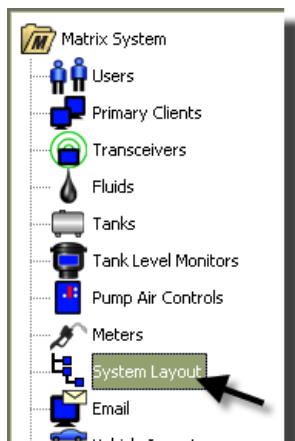 Matrix System
Users
Primary Clients
Transceivers
Fluids
Tanks
Tank Level Monitors
Pump Air Controls
Meters
System Layout
Email